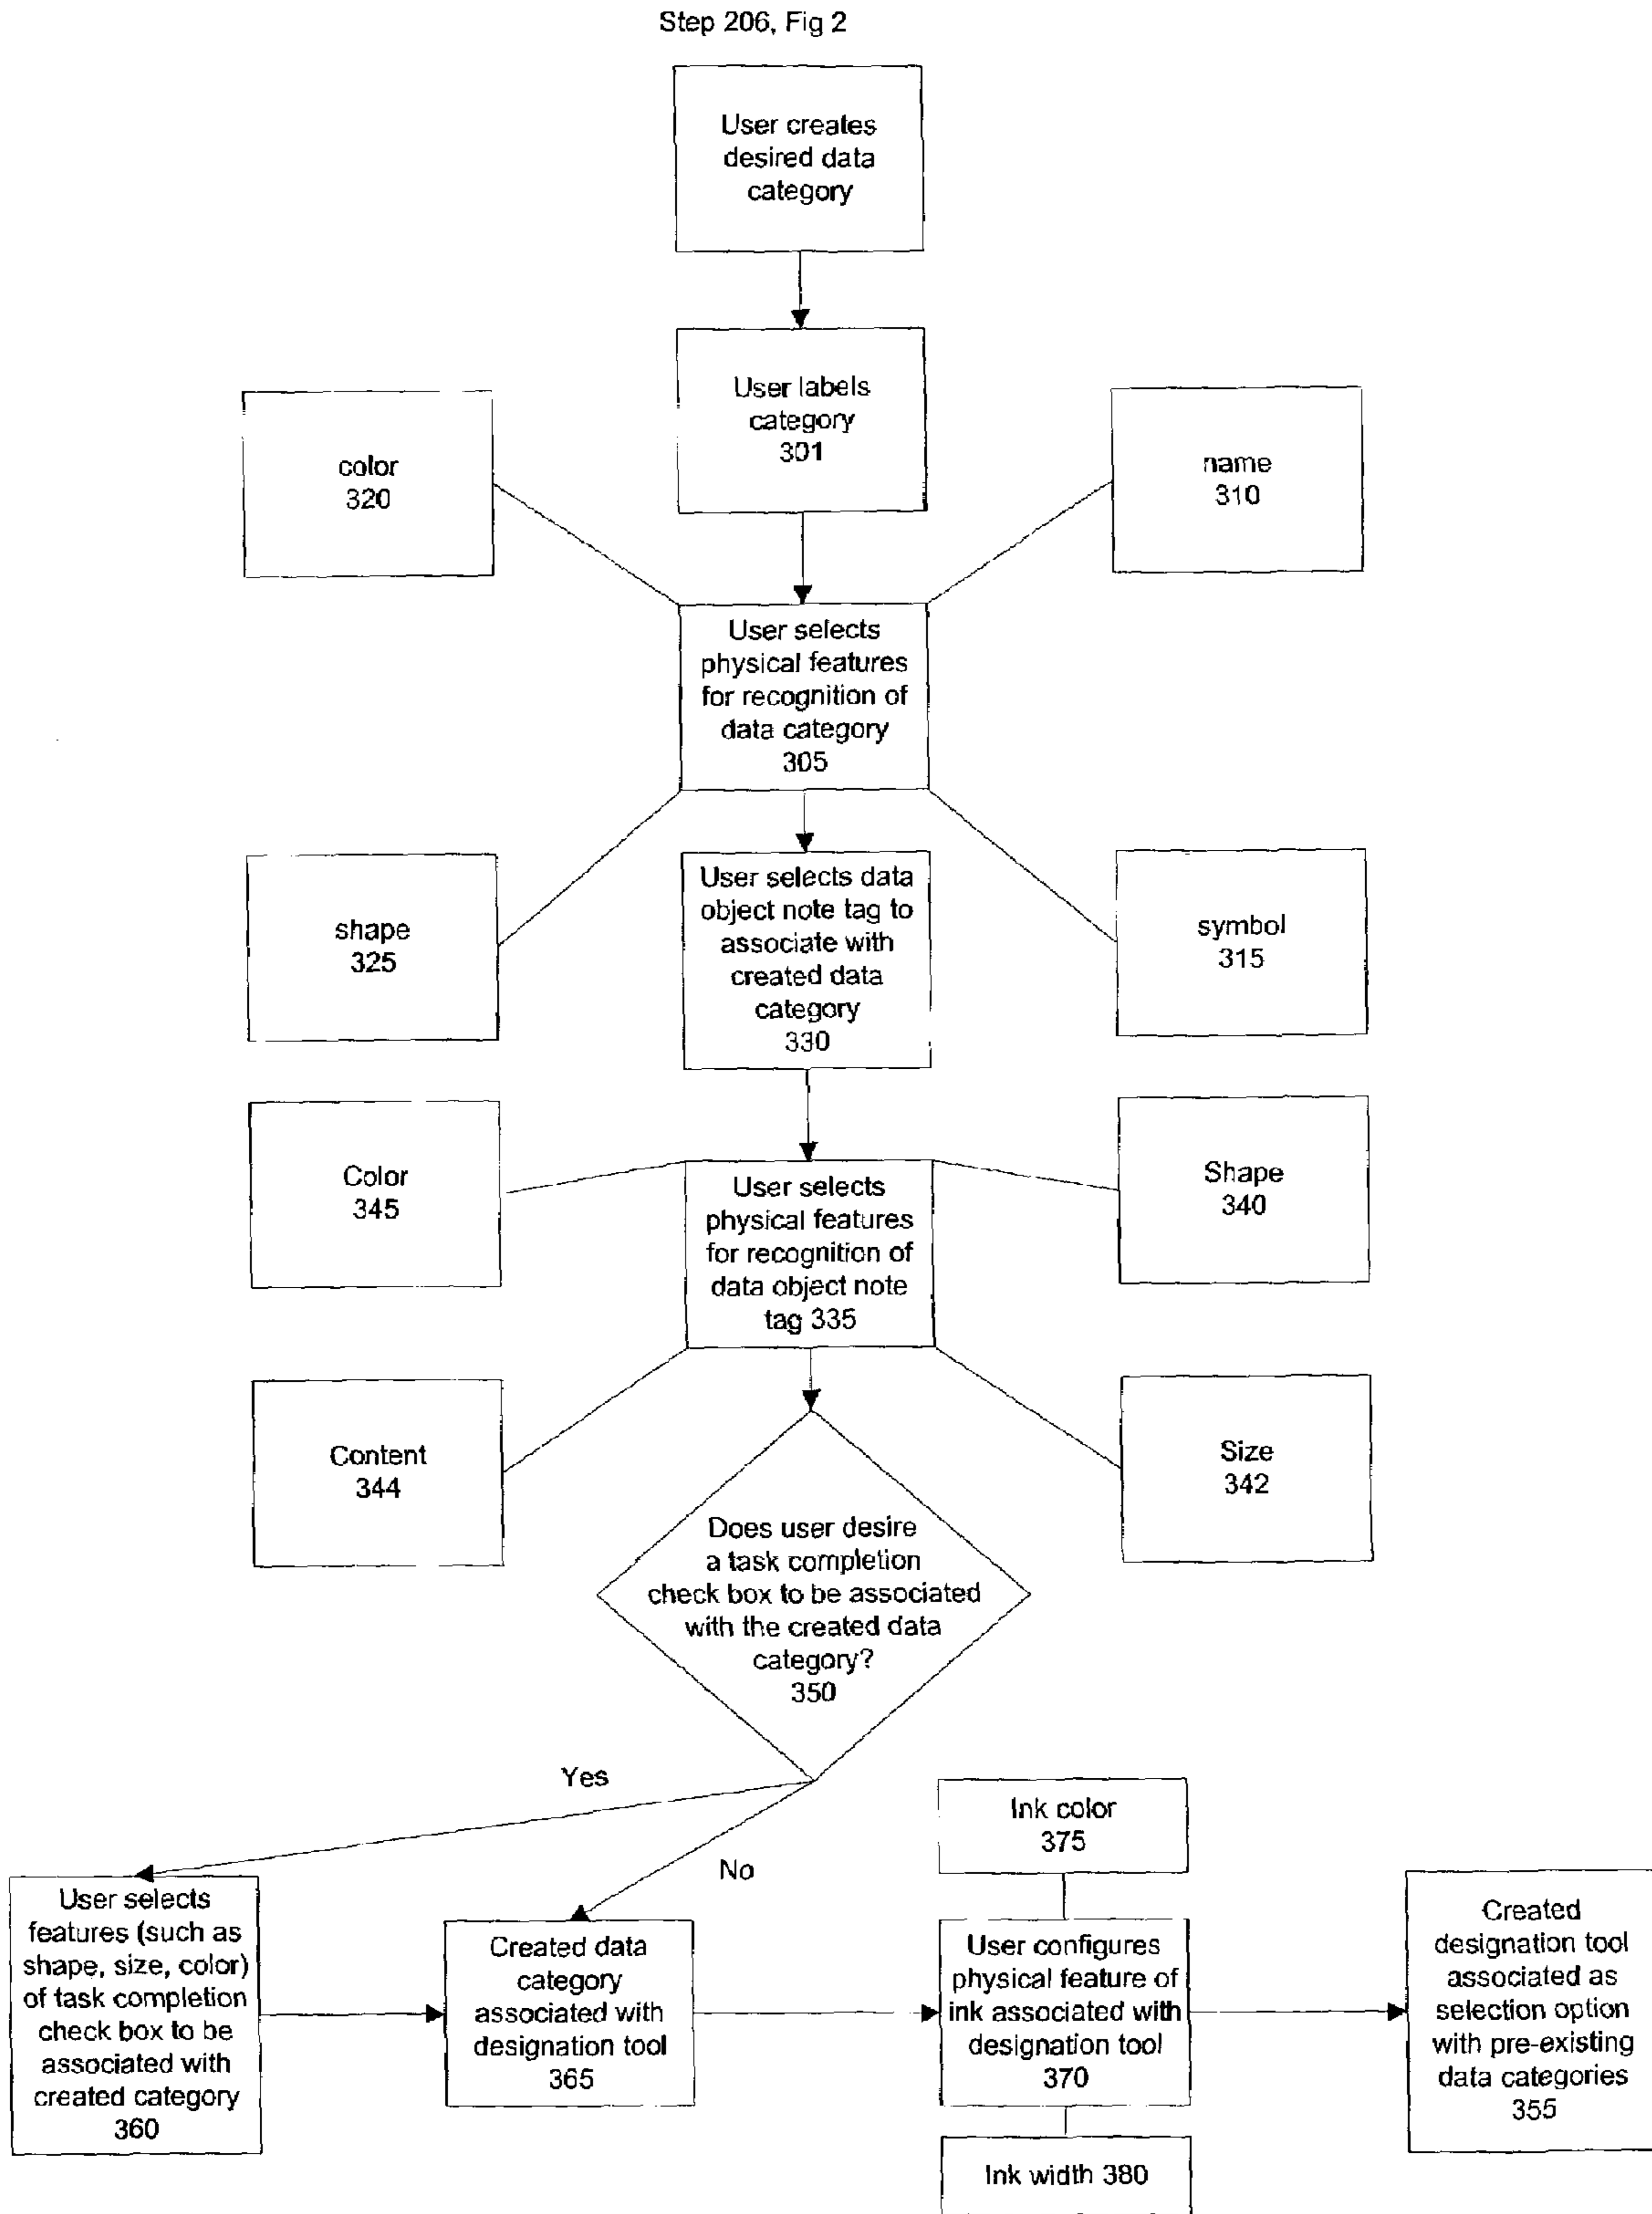 Step 206, Fig 2
User creates
desired data
category
User labels
category
301
color
320
name
310
User selects
physical features
for recognition of
data category
305
shape
325
User selects data
object note tag to
associate with
created data
category
330
symbol
315
Color
345
User selects
physical features
for recognition of
data object note
tag 335
Shape
340
Content
344
Size
342
Does user desire
a task completion
check box to be associated
with the created data
category?
350
Yes
No
User selects
features (such as
shape, size, color)
of task completion
check box to be
associated with
created category
360
Created data
category
associated with
designation tool
365
Ink color
375
User configures
physical feature of
ink associated with
designation tool
370
Ink width 380
Created
designation tool
associated as
selection option
with pre-existing
data categories
355